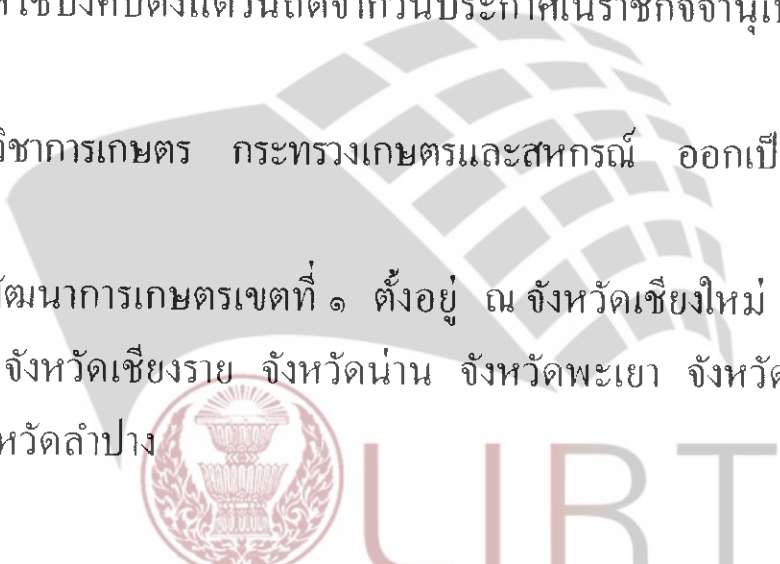 ใช้บังคับตั้งแต่วันถัดจากวันประกาศในราชกิจจานุเ
วิชาการเกษตร กระทรวงเกษตรและสหกรณ์ ออกเป็
พัฒนาการเกษตรเขตที่ ๑ ตั้งอยู่ ณ จังหวัดเชียงใหม่
จังหวัดเชียงราย จังหวัดน่าน จังหวัดพะเยา จังหวัด
หวัดลำปาง
LIRT